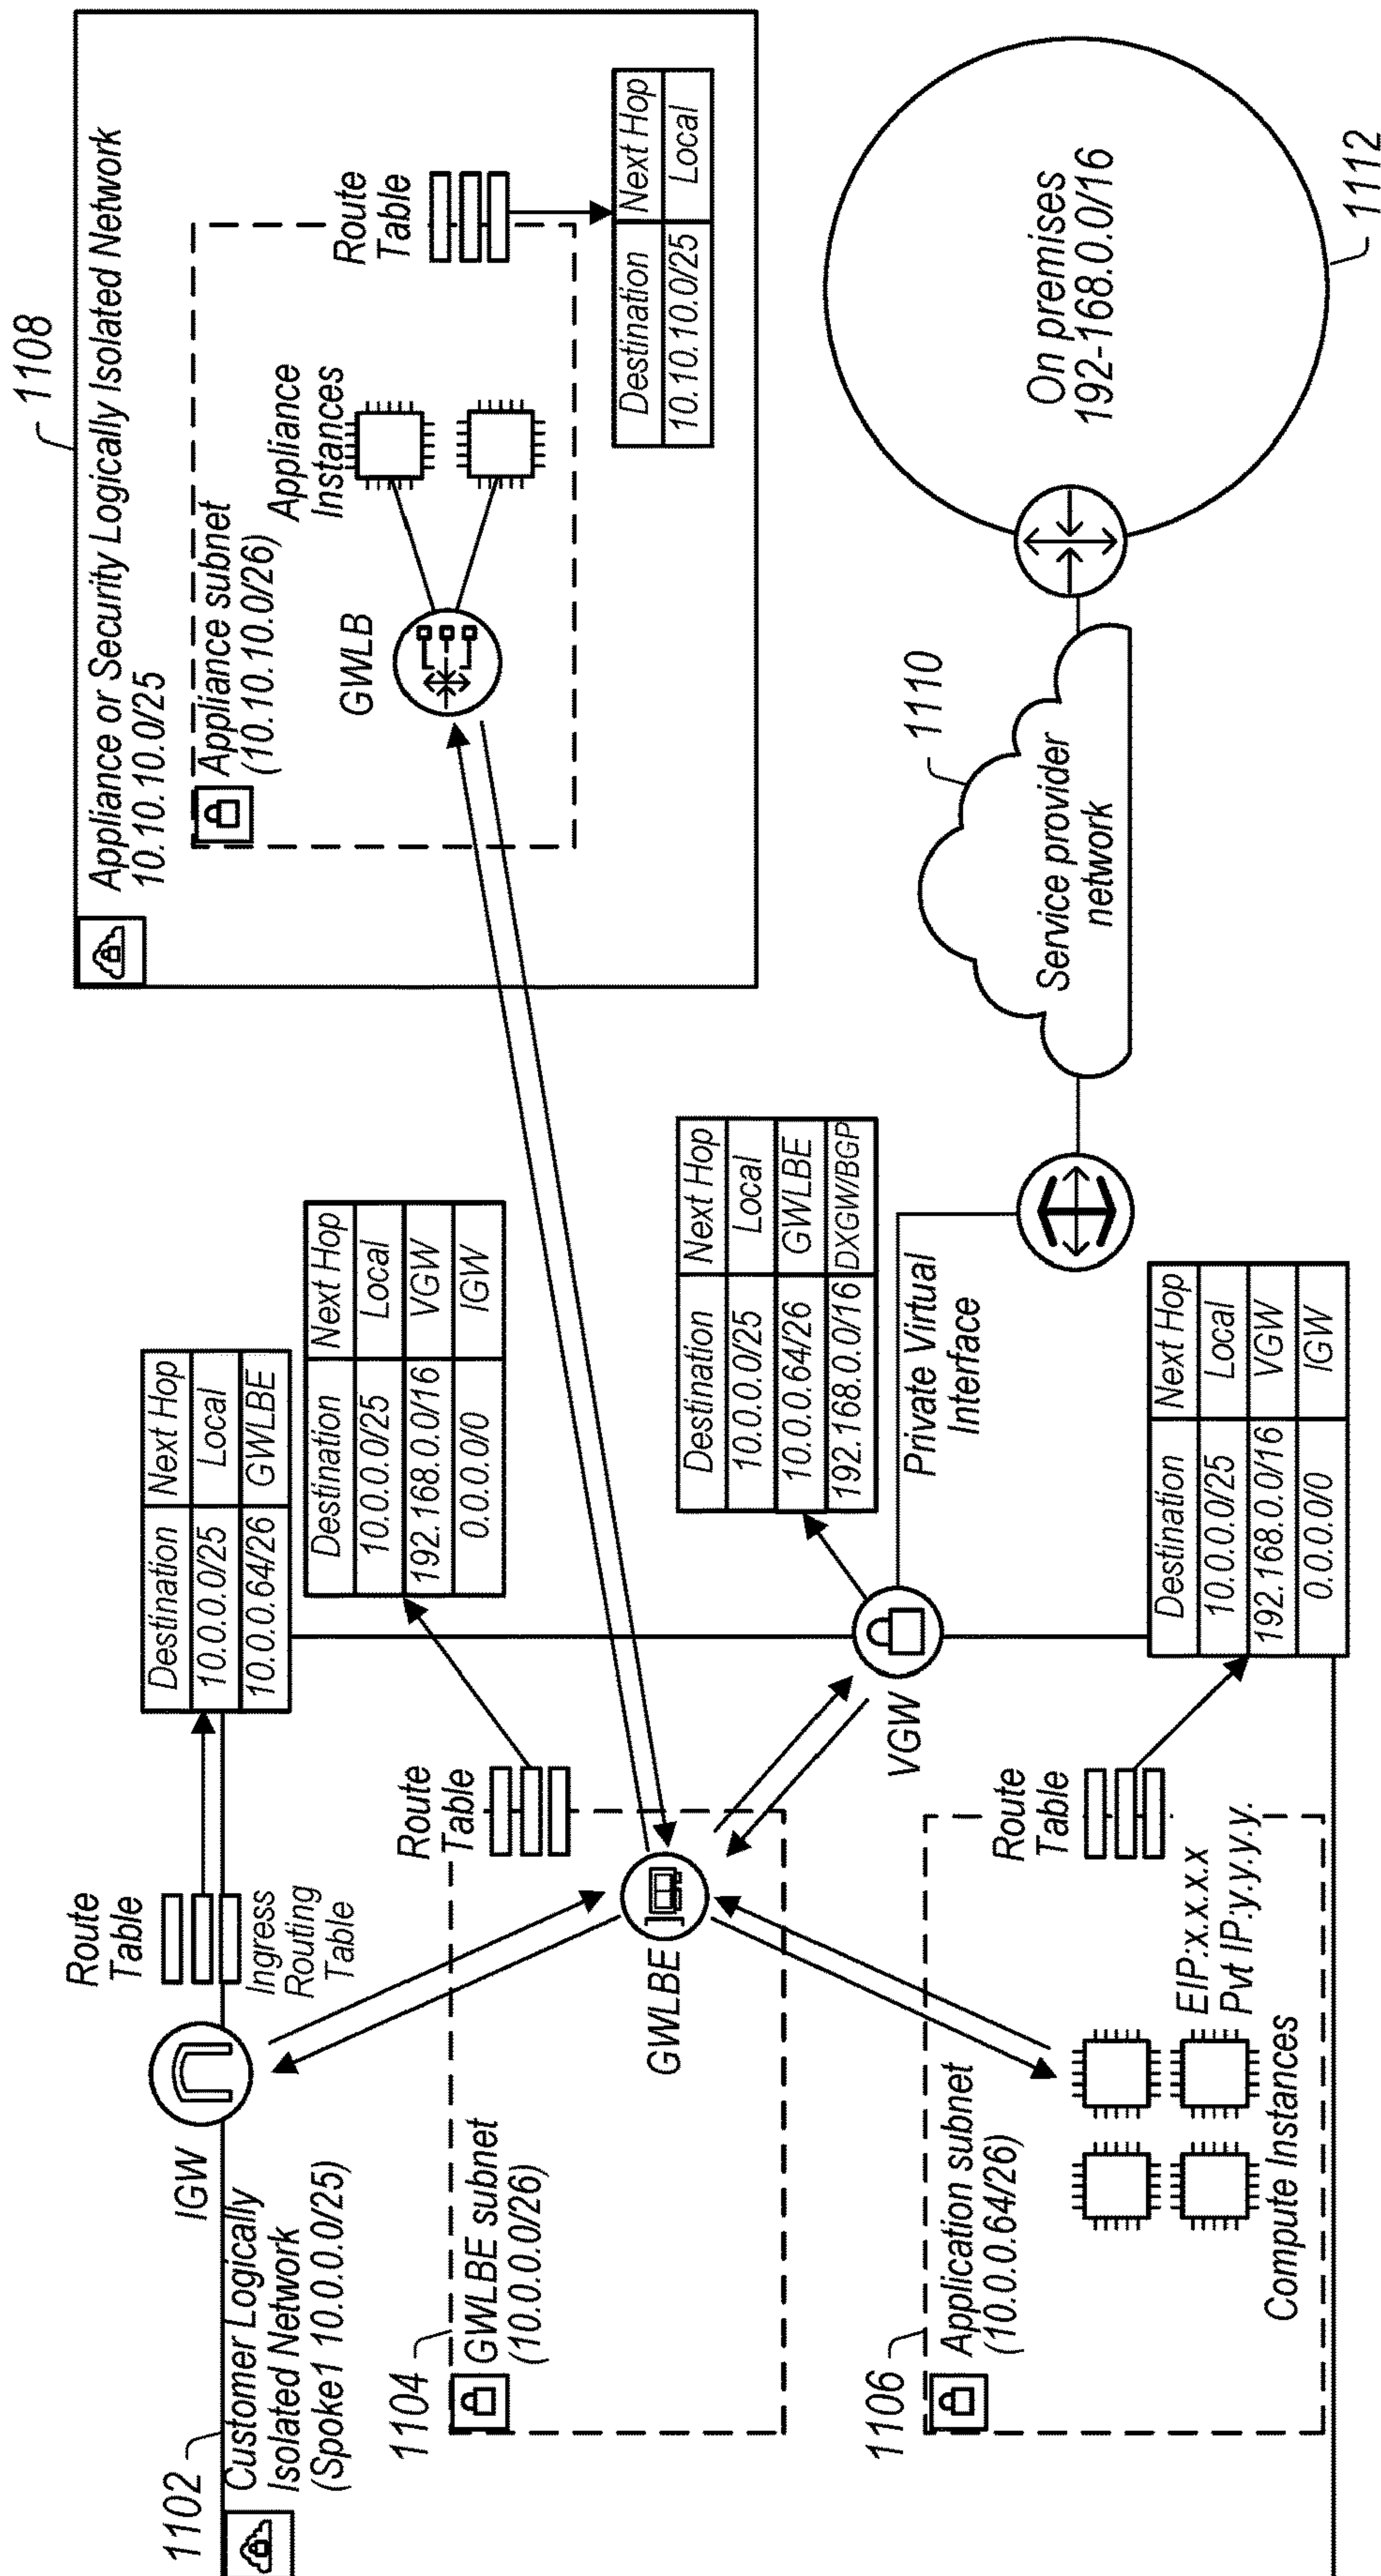 1102
Customer Logically
Isolated Network
(Spoke1 10.0.0.0/25)
IGW
Route
Table
Ingress
Routing
Table
Destination Next Hop
10.0.0.0/25 Local
10.0.0.64/26 GWLBE
1104
GWLBE subnet
(10.0.0.0/26)
GWLBE
Route
Table
Destination Next Hop
10.0.0.0/25 Local
192.168.0.0/16 VGW
0.0.0.0/0 IGW
1106
Application subnet
(10.0.0.64/26)
EIP:x.x.x.x
Pvt IP:y.y.y.y.
Compute Instances
Route
Table
Destination Next Hop
10.0.0.0/25 Local
192.168.0.0/16 VGW
0.0.0.0/0 IGW
VGW
Destination Next Hop
10.0.0.0/25 Local
10.0.0.64/26 GWLBE
192.168.0.0/16 DXGW/BGP
Private Virtual
Interface
1108
Appliance or Security Logically Isolated Network
10.10.10.0/25
Appliance subnet
(10.10.10.0/26)
GWLB
Appliance
Instances
Route
Table
Destination Next Hop
10.10.10.0/25 Local
1110
Service provider
network
On premises
192-168.0.0/16
1112